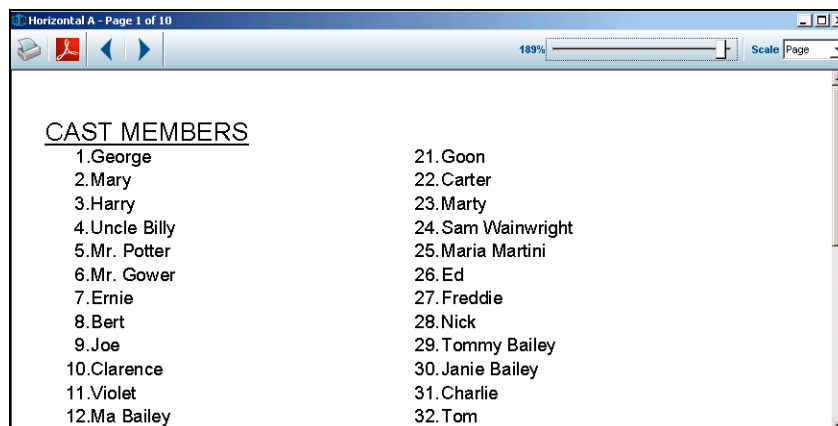 Horizontal A - Page 1 of 10
189%
Scale Page
CAST MEMBERS
1.George
2.Mary
3.Harry
4.Uncle Billy
5.Mr. Potter
6.Mr. Gower
7.Ernie
8.Bert
9.Joe
10.Clarence
11.Violet
12.Ma Bailey
21.Goon
22.Carter
23.Marty
24.Sam Wainwright
25.Maria Martini
26.Ed
27.Freddie
28.Nick
29.Tommy Bailey
30.Janie Bailey
31.Charlie
32.Tom